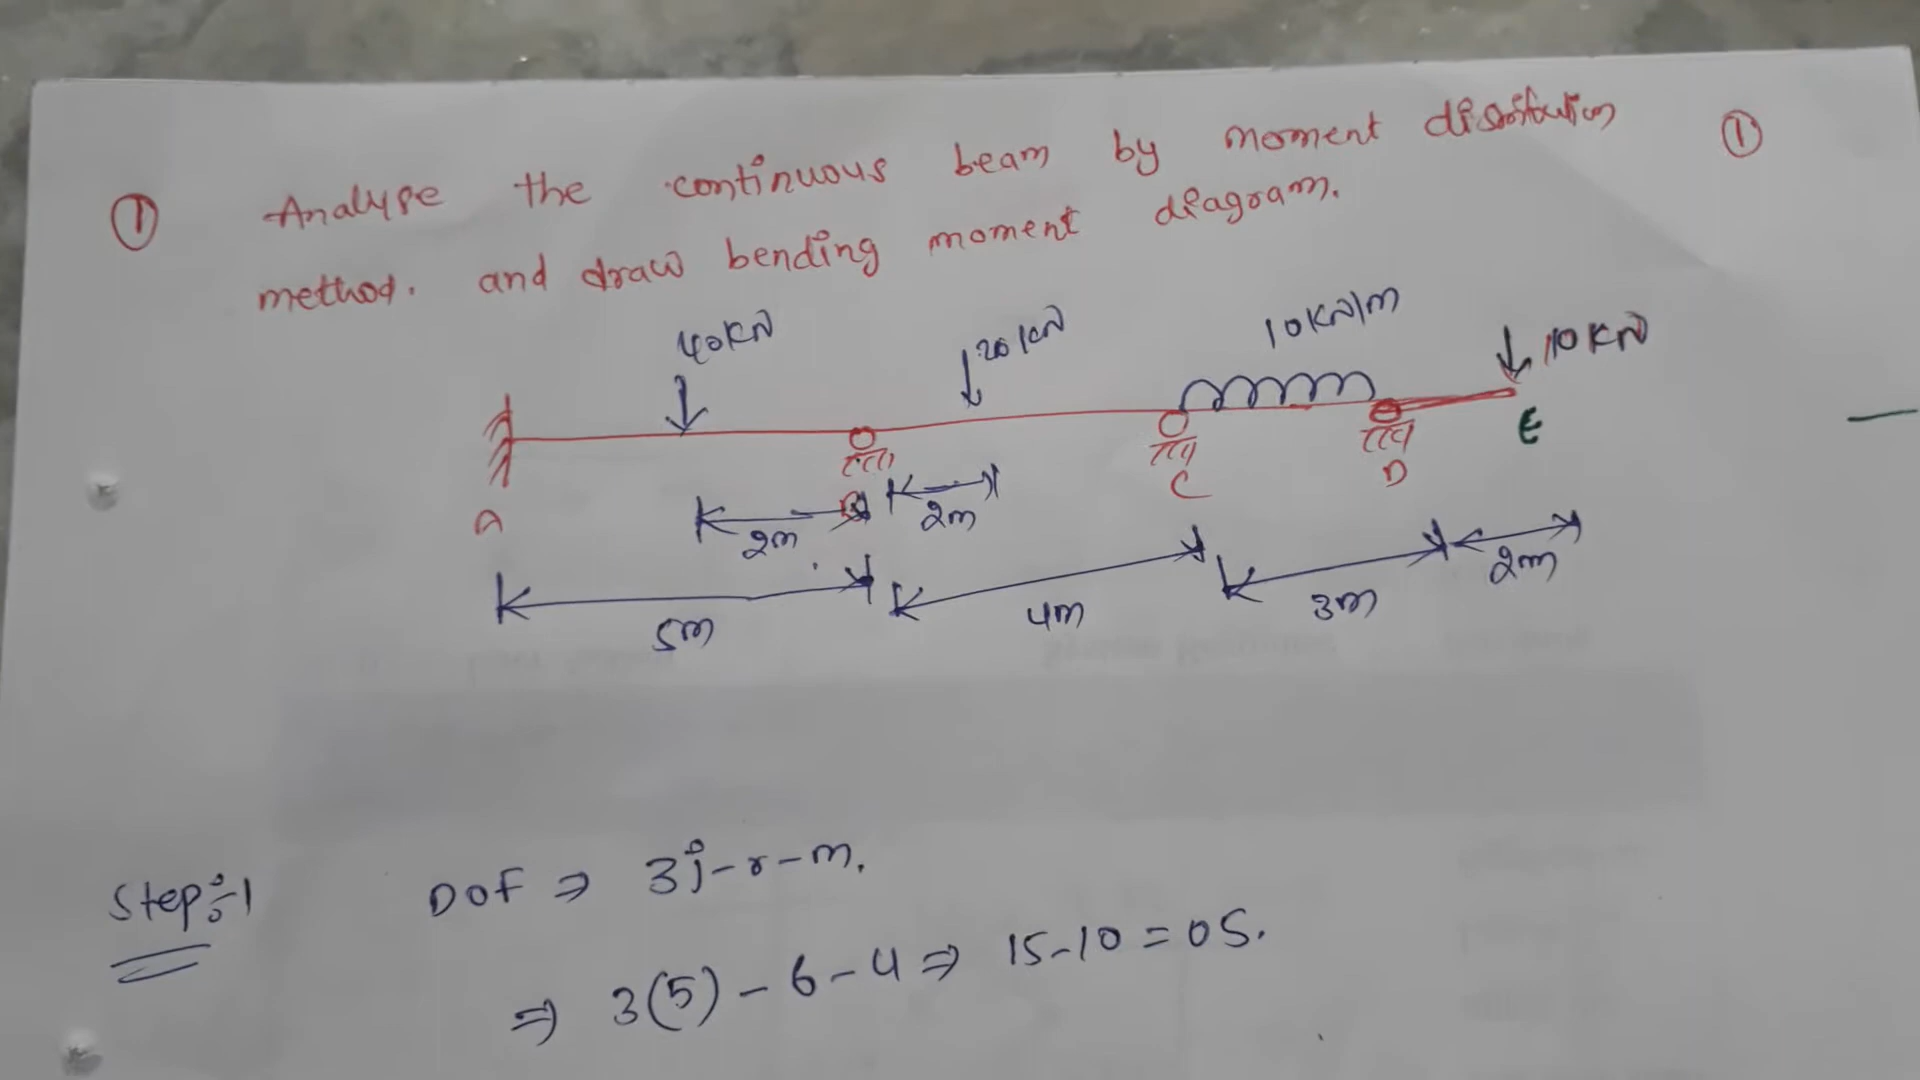 ① Analyse the continuous beam by moment distribution ①
method. and draw bending moment diagram.
40KN
20KN
10KN/m
10KN
A
B
C
D
E
2m
2m
5m
4m
3m
2m
Step:-1
DOF ⇒ 3j-r-m.
⇒ 3(5) - 6 - 4 ⇒ 15-10 = 05.